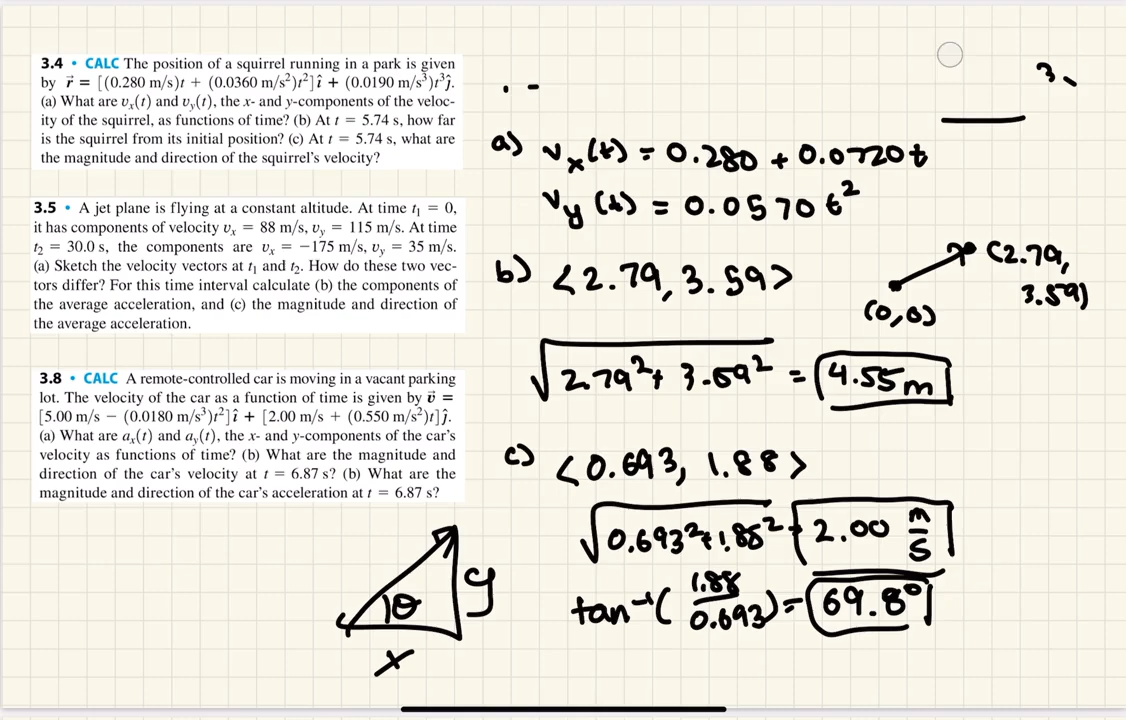 3.4 • CALC The position of a squirrel running in a park is given
by r⃗ = [(0.280 m/s)t + (0.0360 m/s²)t²]î + (0.0190 m/s³)t³ĵ.
(a) What are vₓ(t) and v_y(t), the x- and y-components of the veloc-
ity of the squirrel, as functions of time? (b) At t = 5.74 s, how far
is the squirrel from its initial position? (c) At t = 5.74 s, what are
the magnitude and direction of the squirrel's velocity?
3.5 • A jet plane is flying at a constant altitude. At time t₁ = 0,
it has components of velocity vₓ = 88 m/s, v_y = 115 m/s. At time
t₂ = 30.0 s, the components are vₓ = −175 m/s, v_y = 35 m/s.
(a) Sketch the velocity vectors at t₁ and t₂. How do these two vec-
tors differ? For this time interval calculate (b) the components of
the average acceleration, and (c) the magnitude and direction of
the average acceleration.
3.8 • CALC A remote-controlled car is moving in a vacant parking
lot. The velocity of the car as a function of time is given by v⃗ =
[5.00 m/s − (0.0180 m/s³)t²]î + [2.00 m/s + (0.550 m/s²)t]ĵ.
(a) What are aₓ(t) and a_y(t), the x- and y-components of the car's
velocity as functions of time? (b) What are the magnitude and
direction of the car's velocity at t = 6.87 s? (b) What are the
magnitude and direction of the car's acceleration at t = 6.87 s?
θ
y
x
3.
a) vₓ(t) = 0.280 + 0.0720t
v_y(t) = 0.0570t²
b) <2.79, 3.59>
(0,0)
(2.79,
3.59)
√(2.79² + 3.59²) = 4.55m
c) <0.693, 1.88>
√(0.693² + 1.88²) = 2.00 m/s
tan⁻¹(1.88/0.693) = 69.8°